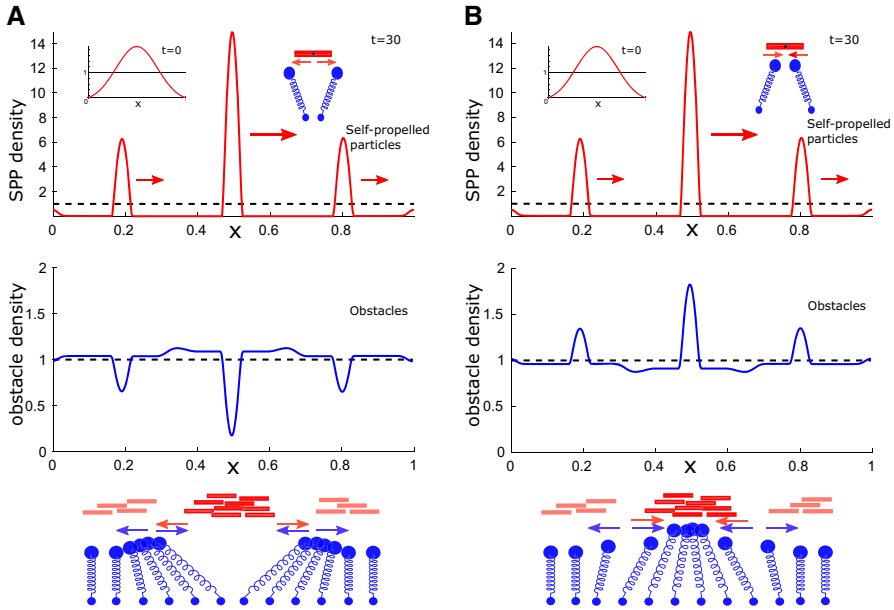 A
SPP density
14
12
10
8
6
4
2
t=0
1
0
x
t=30
Self-propelled
particles
0
0.2
0.4
x
0.6
0.8
obstacle density
2
1.5
1
0.5
0
Obstacles
0
0.2
0.4
x
0.6
0.8
1
B
SPP density
14
12
10
8
6
4
2
t=0
1
0
x
t=30
Self-propelled
particles
0
0.2
0.4
x
0.6
0.8
obstacle density
2
1.5
1
0.5
0
Obstacles
0
0.2
0.4
x
0.6
0.8
1